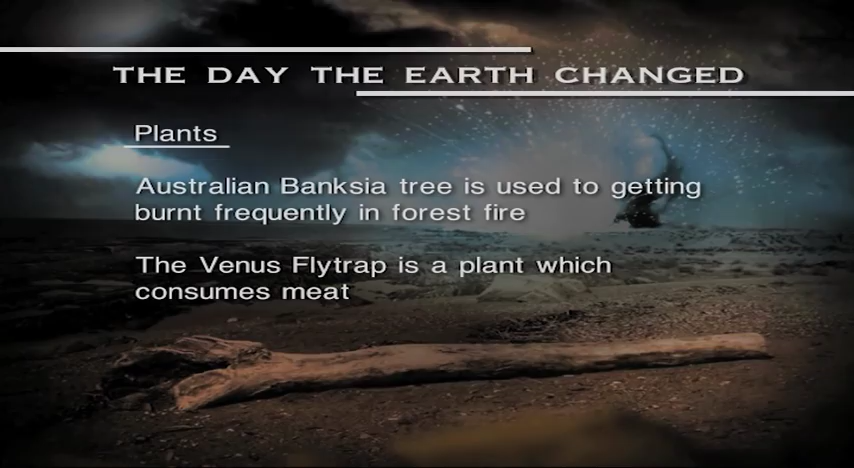 THE DAY THE EARTH CHANGED
Plants
Australian Banksia tree is used to getting
burnt frequently in forest fire
The Venus Flytrap is a plant which
consumes meat